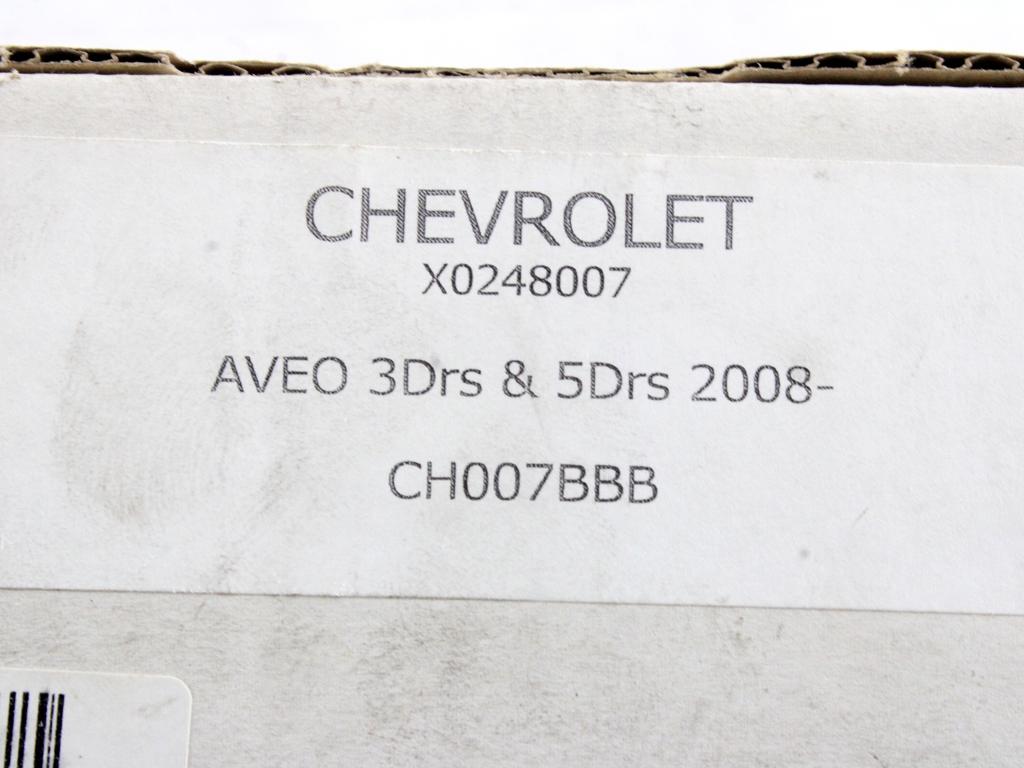 CHEVROLET
X0248007
AVEO 3Drs & 5Drs 2008-
CH007BBB